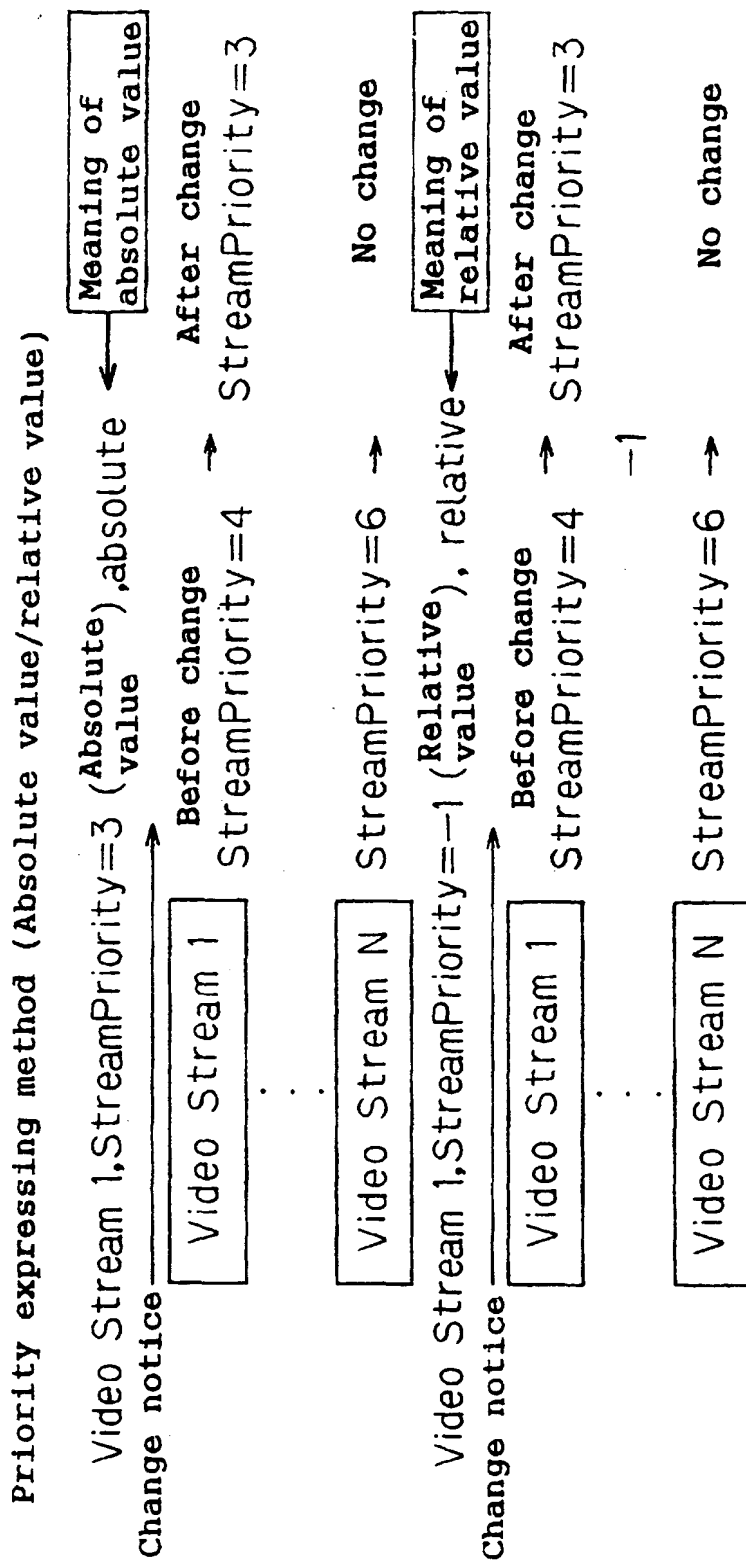 Priority expressing method (Absolute value/relative value)
Video Stream 1,StreamPriority=3 (Absolute value),absolute ← Meaning of absolute value
Change notice →
Before change After change
Video Stream 1 StreamPriority=4 → StreamPriority=3
. . .
Video Stream N StreamPriority=6 → No change
Video Stream 1,StreamPriority=-1 (Relative value), relative ← Meaning of relative value
Change notice →
Before change After change
Video Stream 1 StreamPriority=4 → StreamPriority=3
-1
. . .
Video Stream N StreamPriority=6 → No change